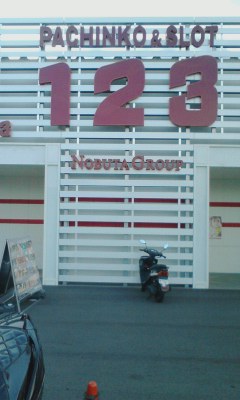 PACHINKO & SLOT
123
NOBUTA GROUP
a